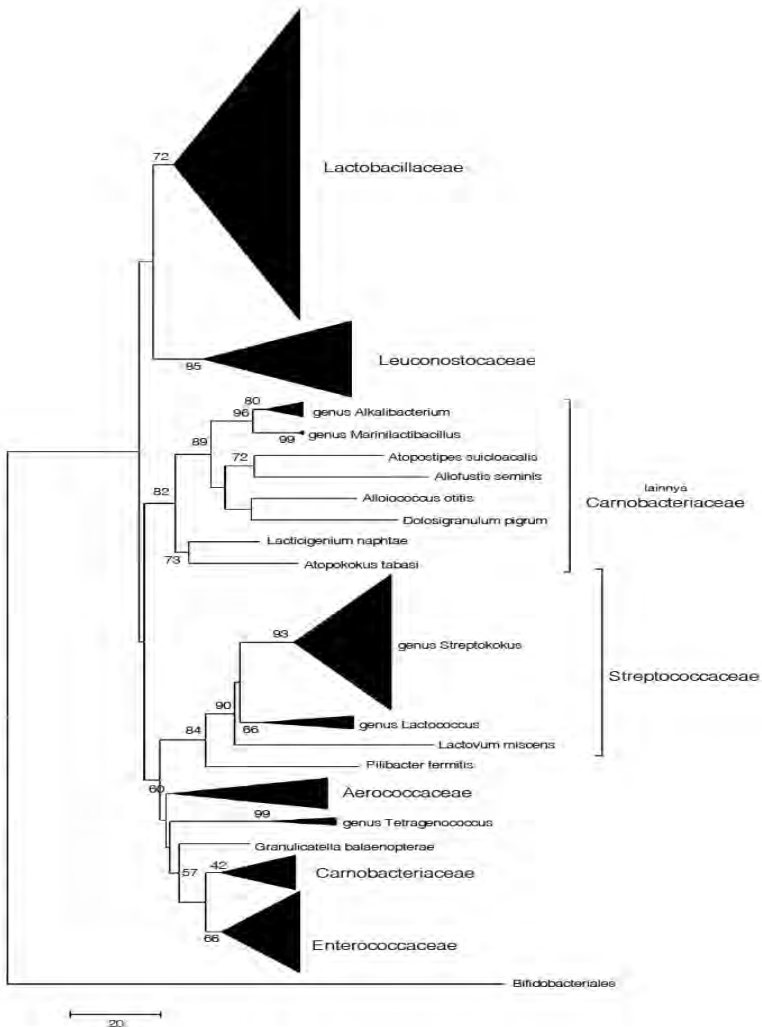 72
Lactobacillaceae
Leuconostocaceae
85
80
genus Alkalibacterium
96
99
genus Marinilactibacillus
89
72
Atopostipes suicloacalis
Allofustis seminis
lainnya
Carnobacteriaceae
82
Alloiococcus otitis
Dolosigranulum pigrum
Lacticigenium naphtae
73
Atopokokus tabasi
93
genus Streptokokus
Streptococcaceae
90
66
genus Lactococcus
84
Lactovum miscens
Pilibacter termitis
60
Aerococcaceae
99
genus Tetragenococcus
Granulicatella balaenopterae
57
42
Carnobacteriaceae
66
Enterococcaceae
Bifidobacteriales
20